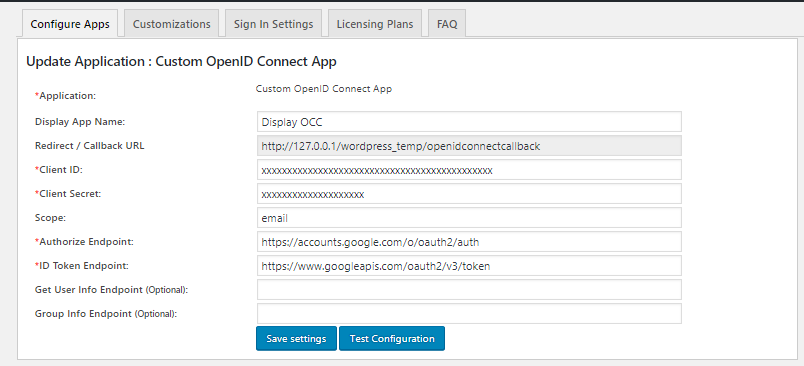 Configure Apps Customizations Sign In Settings Licensing Plans FAQ
Update Application : Custom OpenID Connect App
*Application: Custom OpenID Connect App
Display App Name: Display OCC
Redirect / Callback URL http://127.0.0.1/wordpress_temp/openidconnectcallback
*Client ID: xxxxxxxxxxxxxxxxxxxxxxxxxxxxxxxxxxxxxxxxxxxxxx
*Client Secret: xxxxxxxxxxxxxxxxxxxx
Scope: email
*Authorize Endpoint: https://accounts.google.com/o/oauth2/auth
*ID Token Endpoint: https://www.googleapis.com/oauth2/v3/token
Get User Info Endpoint (Optional):
Group Info Endpoint (Optional):
Save settings Test Configuration